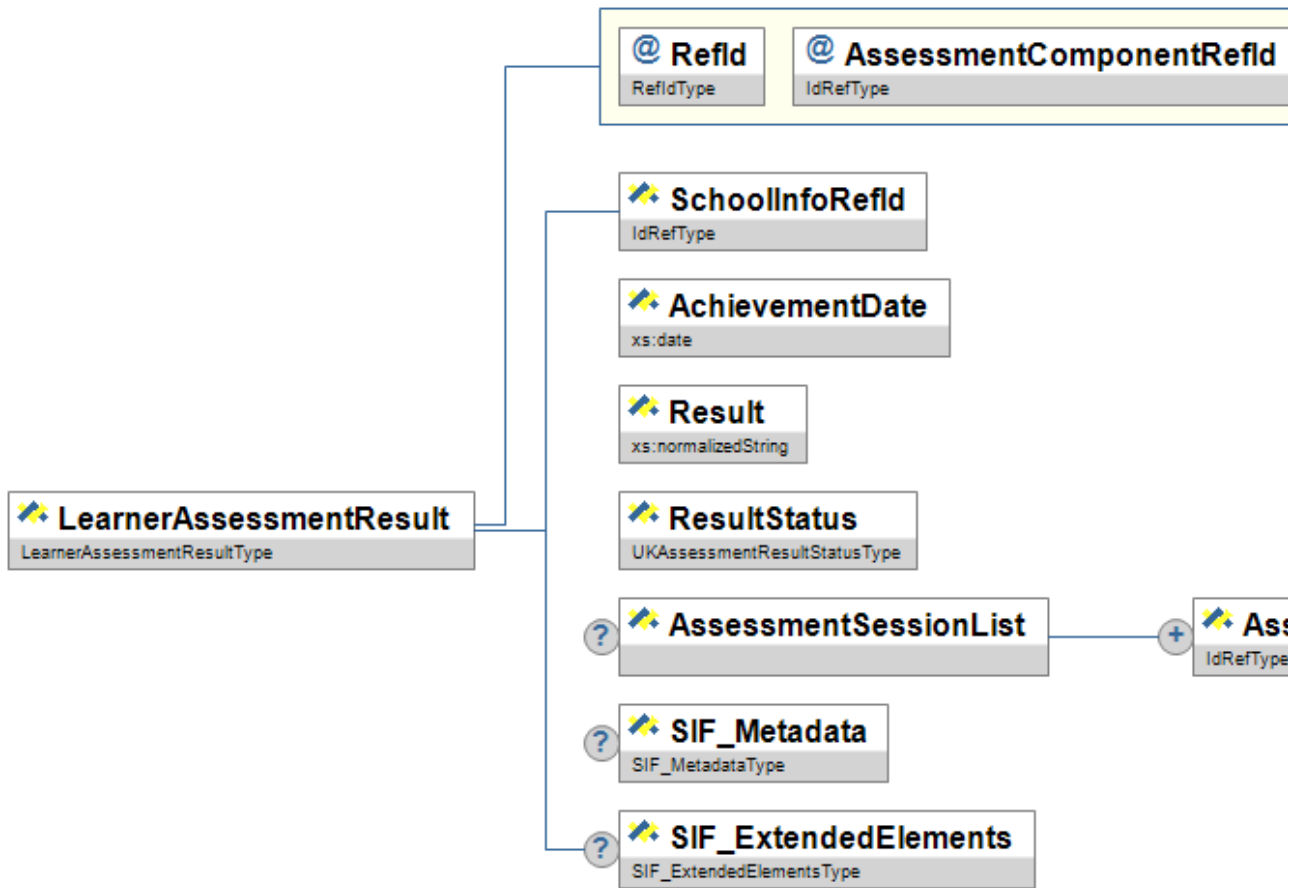 @ RefId
RefIdType
@ AssessmentComponentRefId
IdRefType
SchoolInfoRefId
IdRefType
AchievementDate
xs:date
Result
xs:normalizedString
LearnerAssessmentResult
LearnerAssessmentResultType
ResultStatus
UKAssessmentResultStatusType
? AssessmentSessionList
+ Ass
IdRefType
? SIF_Metadata
SIF_MetadataType
? SIF_ExtendedElements
SIF_ExtendedElementsType